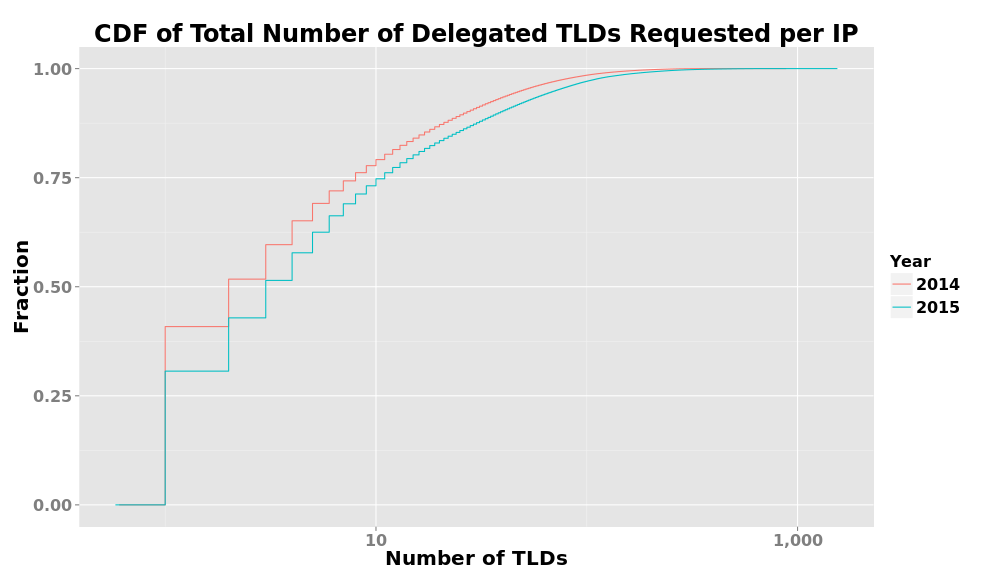 CDF of Total Number of Delegated TLDs Requested per IP
1.00
0.75
0.50
0.25
0.00
Fraction
10
1,000
Number of TLDs
Year
2014
2015